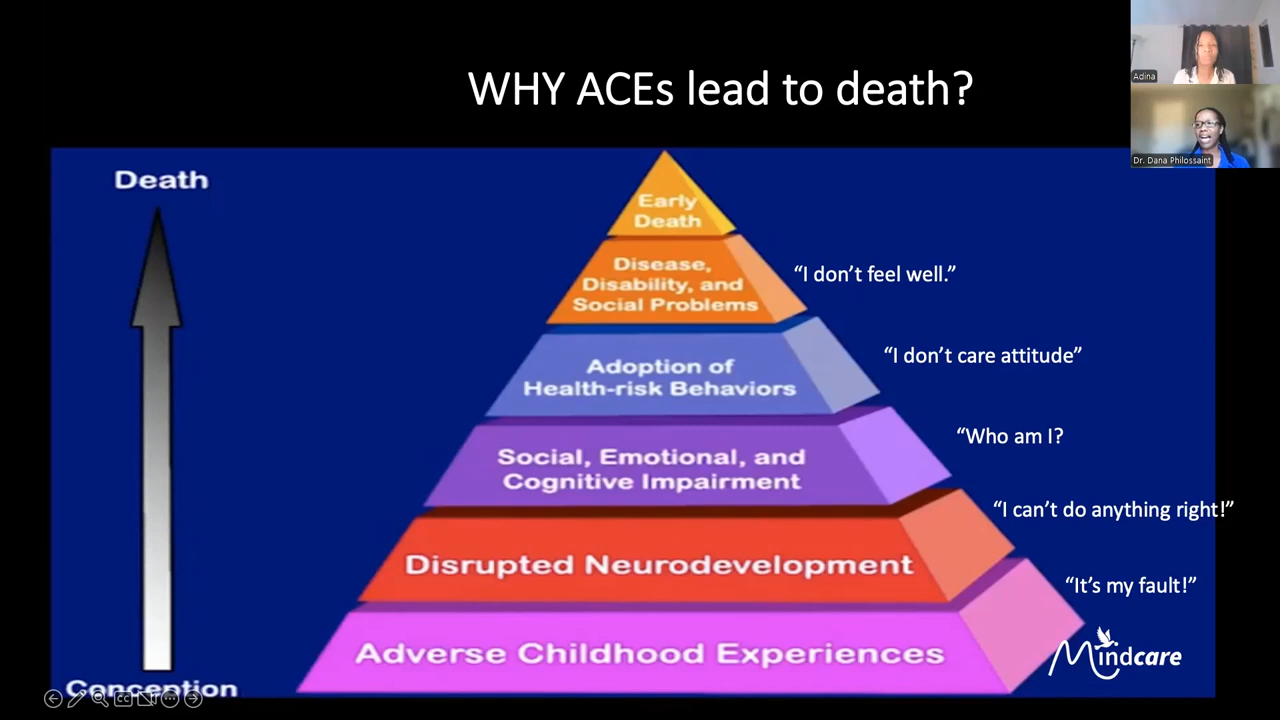 WHY ACEs lead to death?
Adina
Dr. Dana Philossaint
Death
Early
Death
Disease,
Disability, and
Social Problems
“I don’t feel well.”
Adoption of
Health-risk Behaviors
“I don’t care attitude”
Social, Emotional, and
Cognitive Impairment
“Who am I?
“I can’t do anything right!”
Disrupted Neurodevelopment
“It’s my fault!”
Adverse Childhood Experiences
Mindcare
Conception
CC